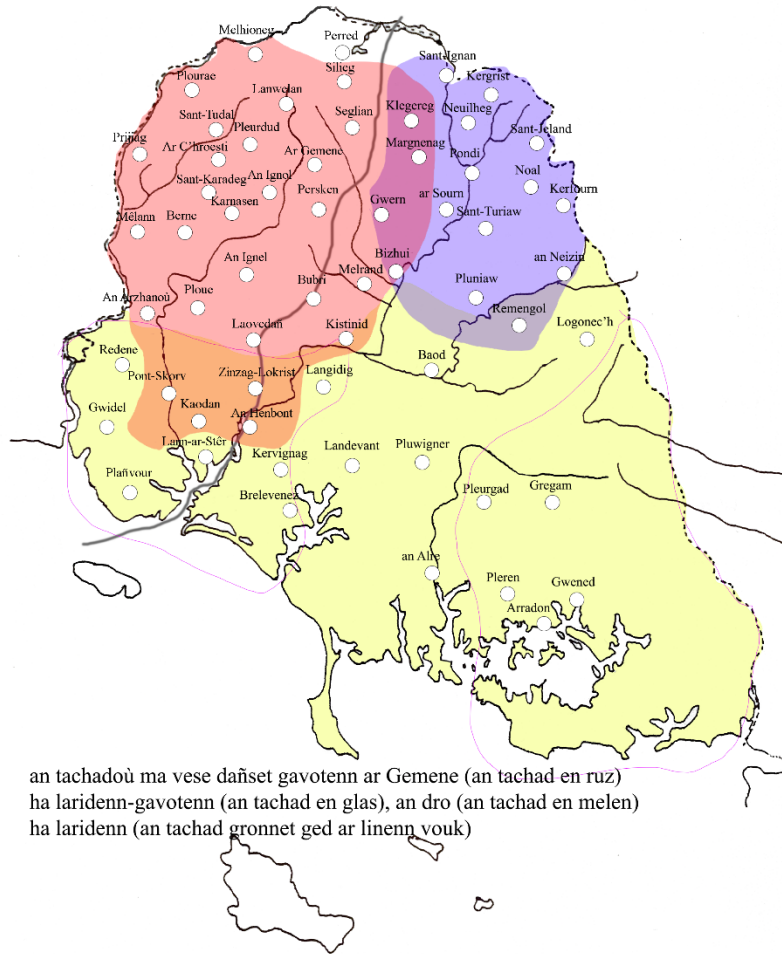 Melhioneg
Perred
Silieg
Sant-Ignan
Kergrist
Plourae
Lanwelan
Klegereg
Neuilheg
Seglian
Sant-Tudal
Pleurdud
Sant-Jeland
Prijiag
Ar C'hroesti
Margnenag
Ar Gemene
Pondi
Noal
Sant-Karadeg
An Ignol
Persken
ar Sourn
Kerfourn
Karnasen
Gwern
Sant-Turiaw
Mélann
Berne
An Ignel
Bizhui
an Neizin
Melrand
Bubri
Pluniaw
Ploue
An Arzhanoù
Remengol
Laovedan
Kistinid
Logonec'h
Redene
Baod
Pont-Skorv
Zinzag-Lokrist
Langidig
Kaodan
Gwidel
An Henbont
Lann-ar-Stêr
Landevant
Pluwigner
Kervignag
Plañvour
Brelevenez
Pleurgad
Gregam
an Alre
Pleren
Gwened
Arradon
an tachadoù ma vese dañset gavotenn ar Gemene (an tachad en ruz)
ha laridenn-gavotenn (an tachad en glas), an dro (an tachad en melen)
ha laridenn (an tachad gronnet ged ar linenn vouk)